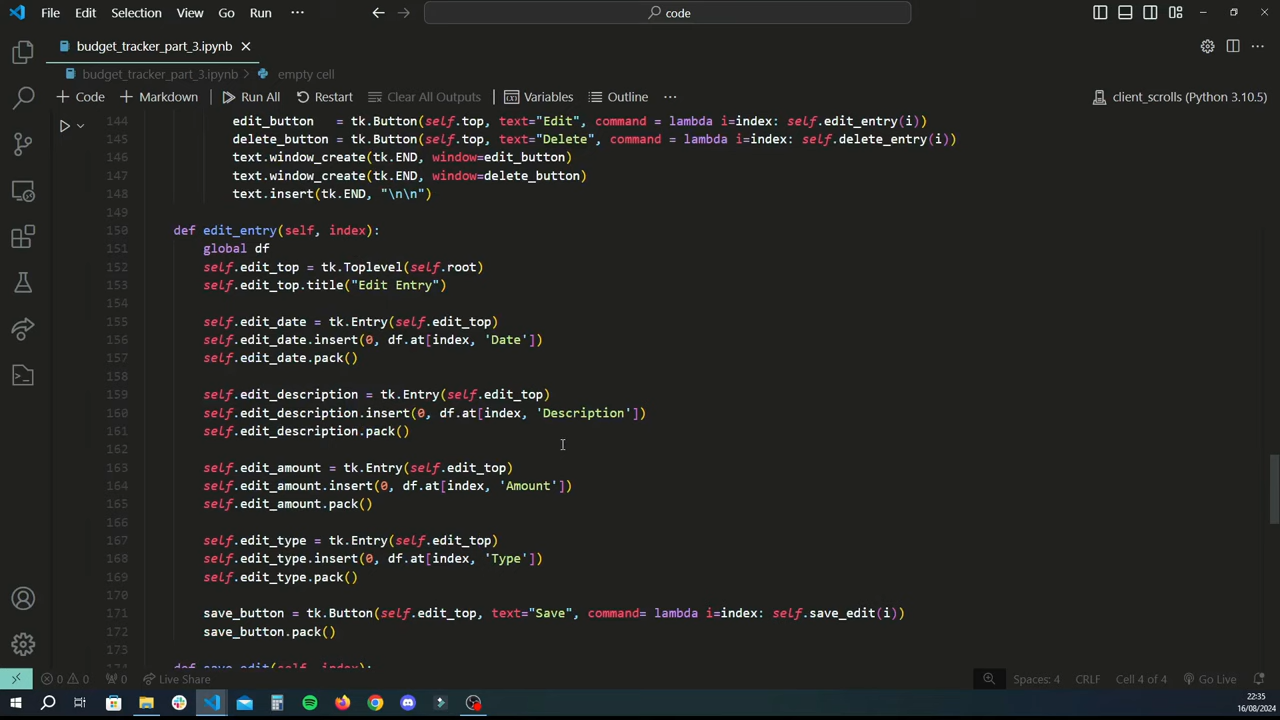 File Edit Selection View Go Run ··· code
budget_tracker_part_3.ipynb
budget_tracker_part_3.ipynb > empty cell
+ Code + Markdown Run All Restart Clear All Outputs Variables Outline ··· client_scrolls (Python 3.10.5)
144 edit_button   = tk.Button(self.top, text="Edit", command = lambda i=index: self.edit_entry(i))
145 delete_button = tk.Button(self.top, text="Delete", command = lambda i=index: self.delete_entry(i))
146 text.window_create(tk.END, window=edit_button)
147 text.window_create(tk.END, window=delete_button)
148 text.insert(tk.END, "\n\n")
149
150 def edit_entry(self, index):
151 global df
152 self.edit_top = tk.Toplevel(self.root)
153 self.edit_top.title("Edit Entry")
154
155 self.edit_date = tk.Entry(self.edit_top)
156 self.edit_date.insert(0, df.at[index, 'Date'])
157 self.edit_date.pack()
158
159 self.edit_description = tk.Entry(self.edit_top)
160 self.edit_description.insert(0, df.at[index, 'Description'])
161 self.edit_description.pack()
162
163 self.edit_amount = tk.Entry(self.edit_top)
164 self.edit_amount.insert(0, df.at[index, 'Amount'])
165 self.edit_amount.pack()
166
167 self.edit_type = tk.Entry(self.edit_top)
168 self.edit_type.insert(0, df.at[index, 'Type'])
169 self.edit_type.pack()
170
171 save_button = tk.Button(self.edit_top, text="Save", command= lambda i=index: self.save_edit(i))
172 save_button.pack()
173
174 def save_edit(self, index):
0 0 0 Live Share Spaces: 4 CRLF Cell 4 of 4 Go Live
22:35
16/08/2024